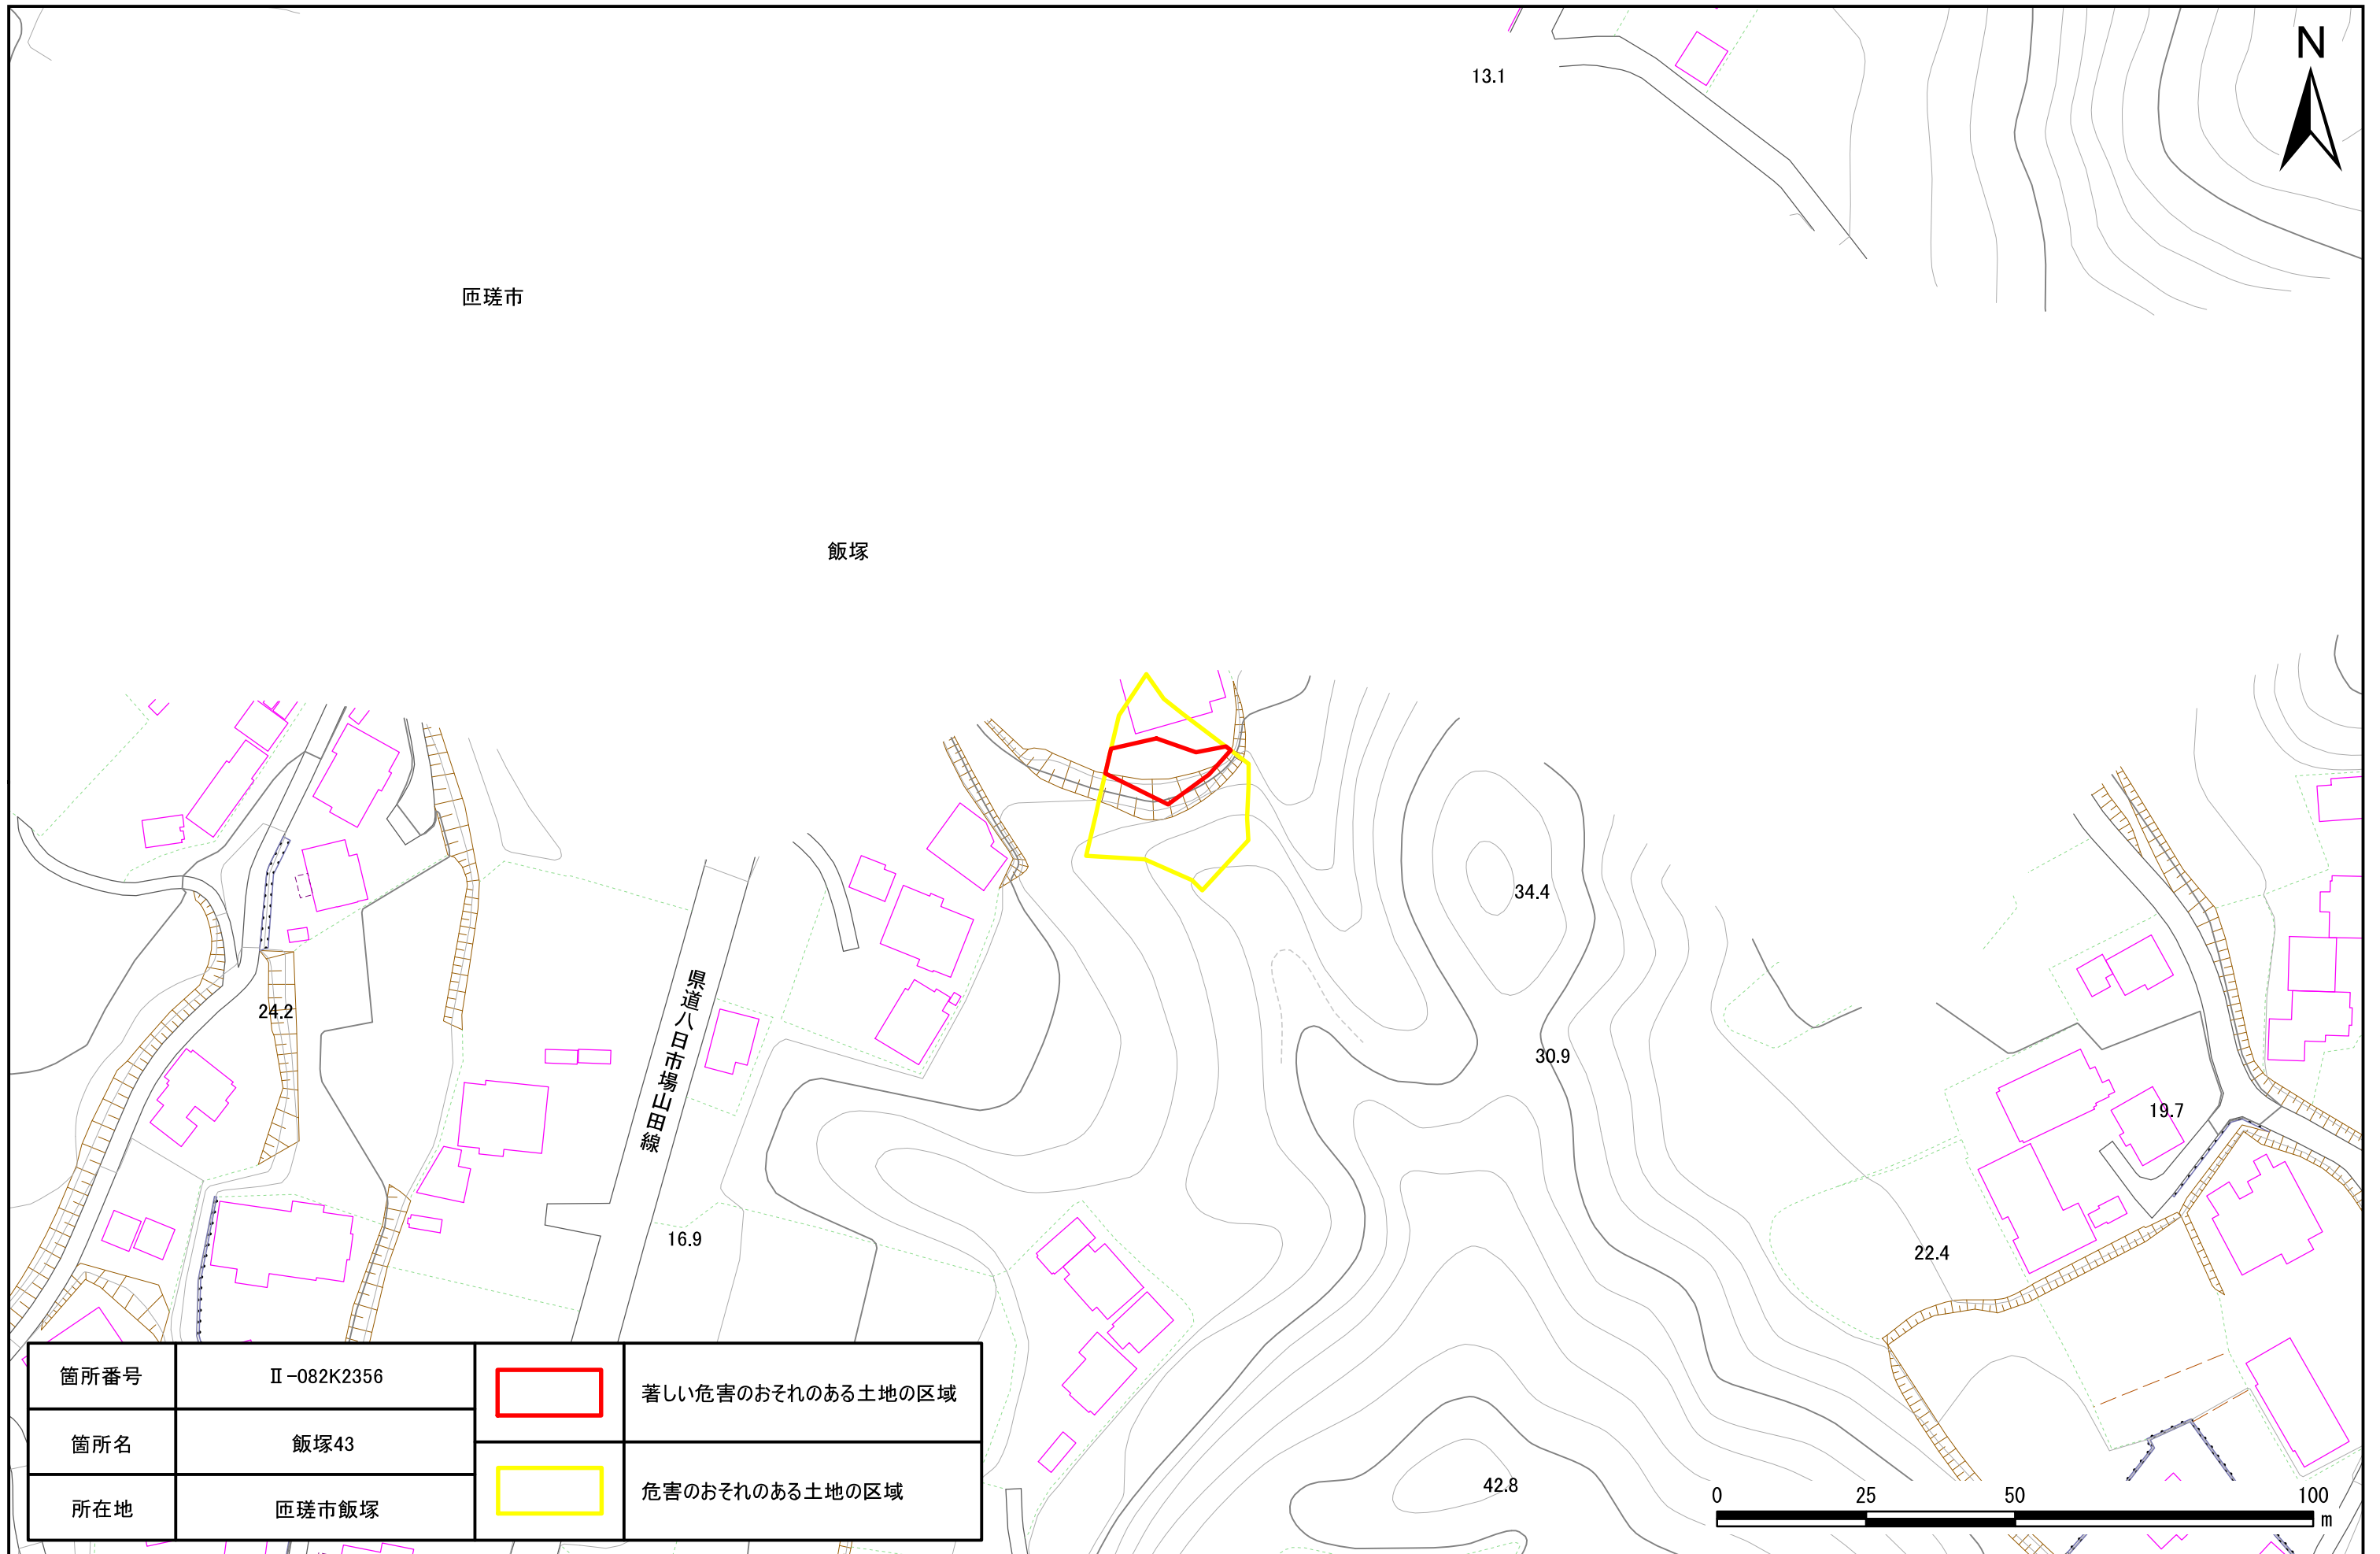 N
13.1
匝瑳市
飯塚
34.4
県道八日市場山田線
24.2
30.9
19.7
16.9
22.4
42.8
箇所番号 Ⅱ-082K2356
箇所名 飯塚43
所在地 匝瑳市飯塚
著しい危害のおそれのある土地の区域
危害のおそれのある土地の区域
0 25 50 100
m